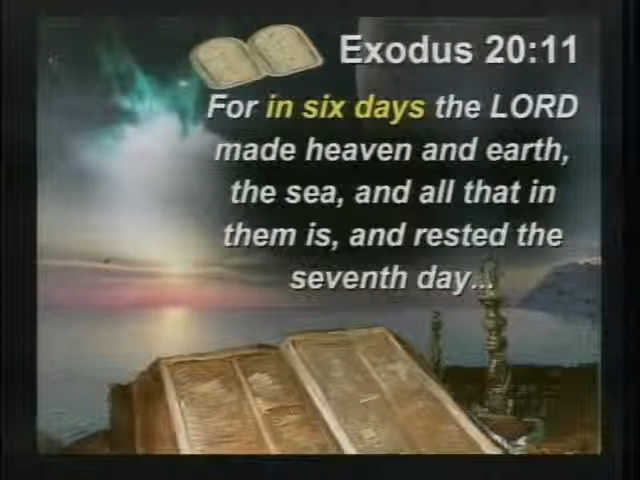 Exodus 20:11
For in six days the LORD
made heaven and earth,
the sea, and all that in
them is, and rested the
seventh day...